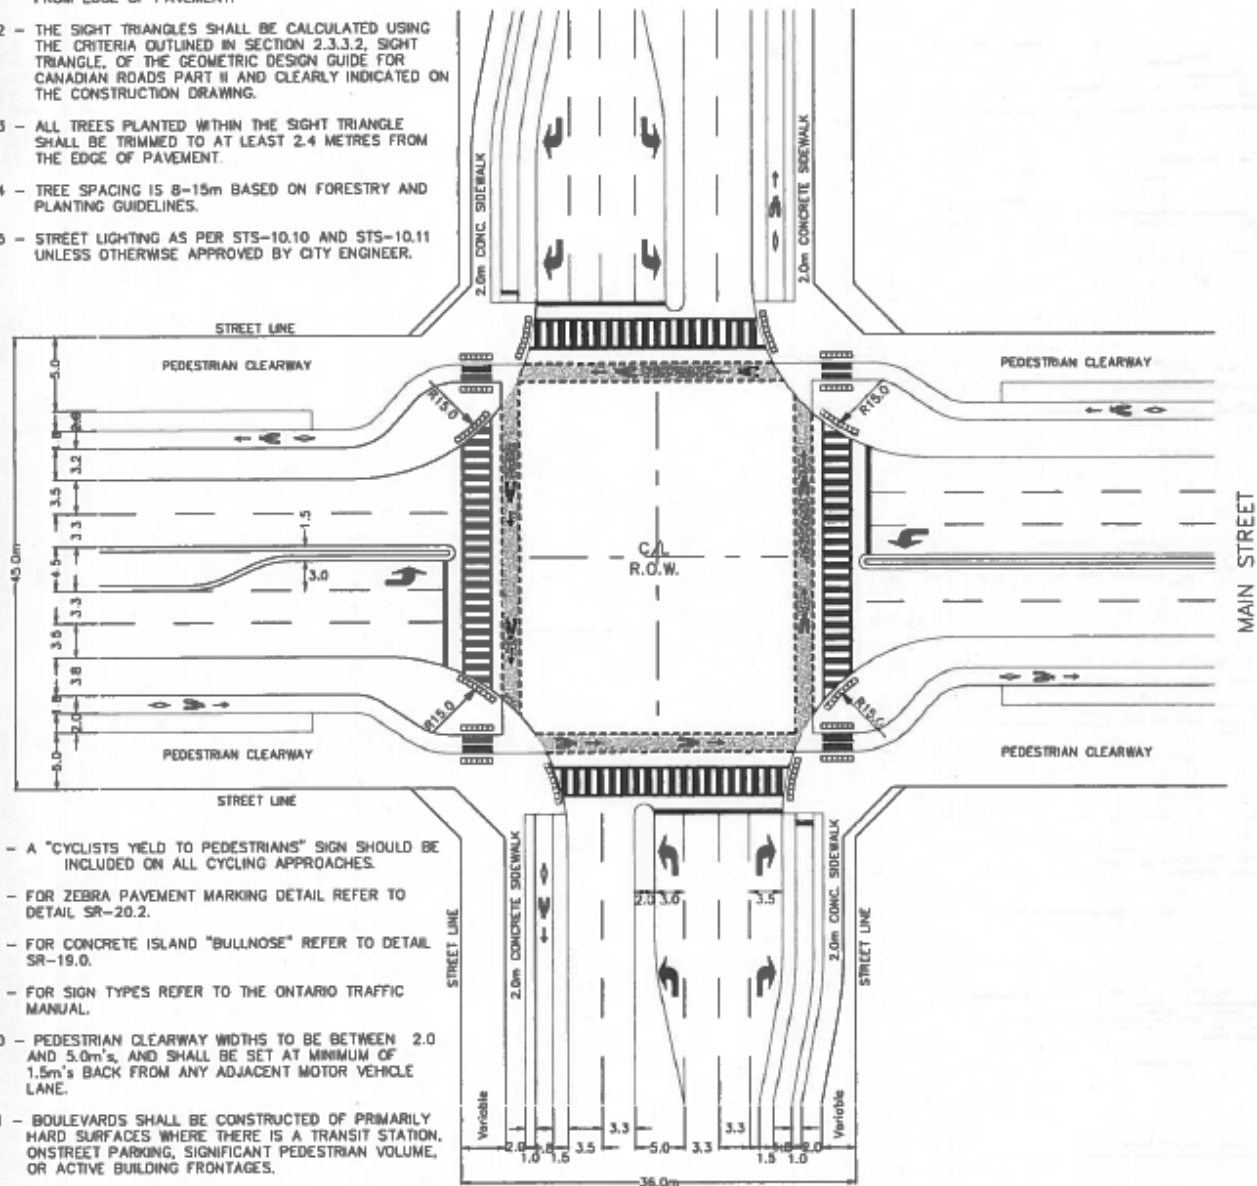 2 - THE SIGHT TRIANGLES SHALL BE CALCULATED USING
THE CRITERIA OUTLINED IN SECTION 2.3.3.2, SIGHT
TRIANGLE, OF THE GEOMETRIC DESIGN GUIDE FOR
CANADIAN ROADS PART II AND CLEARLY INDICATED ON
THE CONSTRUCTION DRAWING.
3 - ALL TREES PLANTED WITHIN THE SIGHT TRIANGLE
SHALL BE TRIMMED TO AT LEAST 2.4 METRES FROM
THE EDGE OF PAVEMENT.
4 - TREE SPACING IS 8-15m BASED ON FORESTRY AND
PLANTING GUIDELINES.
5 - STREET LIGHTING AS PER STS-10.10 AND STS-10.11
UNLESS OTHERWISE APPROVED BY CITY ENGINEER.
2.0m CONC. SIDEWALK
2.0m CONCRETE SIDEWALK
STREET LINE
PEDESTRIAN CLEARWAY
PEDESTRIAN CLEARWAY
R15.0
R15.0
45.0m
5.0
2.8
1.8
3.2
3.5
3.3
4.5
3.3
3.5
3.8
1.8
2.0
5.0
1.5
3.0
C/L
R.O.W.
MAIN STREET
R15.0
R15.0
PEDESTRIAN CLEARWAY
PEDESTRIAN CLEARWAY
STREET LINE
- A "CYCLISTS YIELD TO PEDESTRIANS" SIGN SHOULD BE
INCLUDED ON ALL CYCLING APPROACHES.
- FOR ZEBRA PAVEMENT MARKING DETAIL REFER TO
DETAIL SR-20.2.
- FOR CONCRETE ISLAND "BULLNOSE" REFER TO DETAIL
SR-19.0.
- FOR SIGN TYPES REFER TO THE ONTARIO TRAFFIC
MANUAL.
0 - PEDESTRIAN CLEARWAY WIDTHS TO BE BETWEEN 2.0
AND 5.0m's, AND SHALL BE SET AT MINIMUM OF
1.5m's BACK FROM ANY ADJACENT MOTOR VEHICLE
LANE.
1 - BOULEVARDS SHALL BE CONSTRUCTED OF PRIMARILY
HARD SURFACES WHERE THERE IS A TRANSIT STATION,
ONSTREET PARKING, SIGNIFICANT PEDESTRIAN VOLUME,
OR ACTIVE BUILDING FRONTAGES.
STREET LINE
2.0m CONCRETE SIDEWALK
2.0 3.0
3.5
2.0m CONC. SIDEWALK
STREET LINE
Variable
2.0
1.0
1.8
1.5
3.5
3.3
5.0
3.3
3.3
1.5
1.8
1.0
2.0
Variable
36.0m